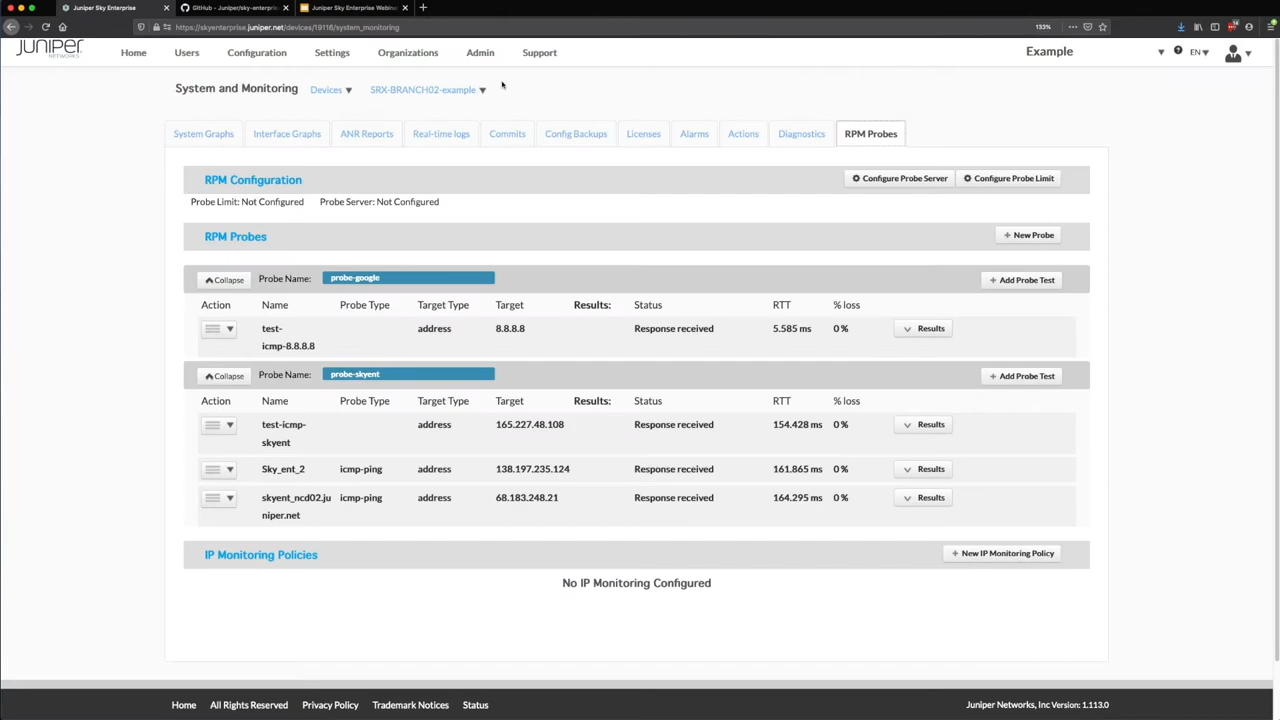 Juniper Sky Enterprise
GitHub - Juniper/sky-enterpris
Juniper Sky Enterprise Webinar
https://skyenterprise.juniper.net/devices/19116/system_monitoring
133%
JUNIPER
NETWORKS
Home Users Configuration Settings Organizations Admin Support
Example
EN
System and Monitoring Devices SRX-BRANCH02-example
System Graphs Interface Graphs ANR Reports Real-time logs Commits Config Backups Licenses Alarms Actions Diagnostics RPM Probes
RPM Configuration Configure Probe Server Configure Probe Limit
Probe Limit: Not Configured Probe Server: Not Configured
RPM Probes + New Probe
Collapse Probe Name: probe-google + Add Probe Test
Action Name Probe Type Target Type Target Results: Status RTT % loss
test- address 8.8.8.8 Response received 5.585 ms 0 % Results
icmp-8.8.8.8
Collapse Probe Name: probe-skyent + Add Probe Test
Action Name Probe Type Target Type Target Results: Status RTT % loss
test-icmp- address 165.227.48.108 Response received 154.428 ms 0 % Results
skyent
Sky_ent_2 icmp-ping address 138.197.235.124 Response received 161.865 ms 0 % Results
skyent_ncd02.ju icmp-ping address 68.183.248.21 Response received 164.295 ms 0 % Results
niper.net
IP Monitoring Policies + New IP Monitoring Policy
No IP Monitoring Configured
Home All Rights Reserved Privacy Policy Trademark Notices Status Juniper Networks, Inc Version: 1.113.0